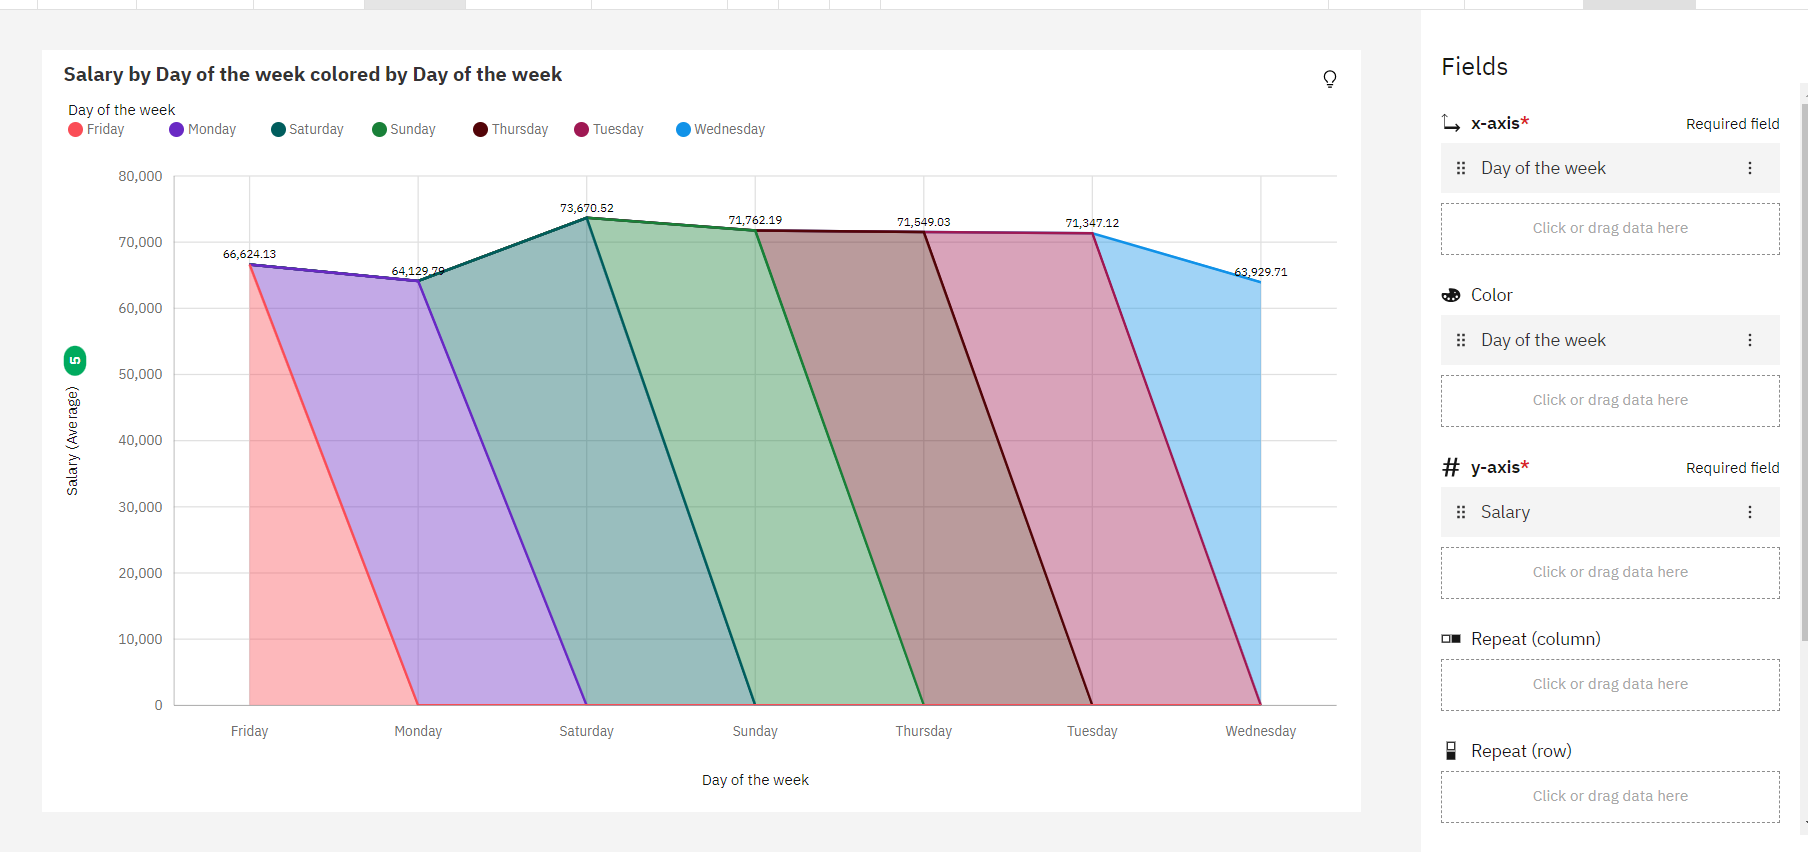 Salary by Day of the week colored by Day of the week
Day of the week
Friday Monday Saturday Sunday Thursday Tuesday Wednesday
80,000
70,000
60,000
50,000
40,000
30,000
20,000
10,000
0
66,624.13
64,129.79
73,670.52
71,762.19
71,549.03
71,347.12
63,929.71
5
Salary (Average)
Friday Monday Saturday Sunday Thursday Tuesday Wednesday
Day of the week
Fields
x-axis* Required field
Day of the week
Click or drag data here
Color
Day of the week
Click or drag data here
y-axis* Required field
Salary
Click or drag data here
Repeat (column)
Click or drag data here
Repeat (row)
Click or drag data here